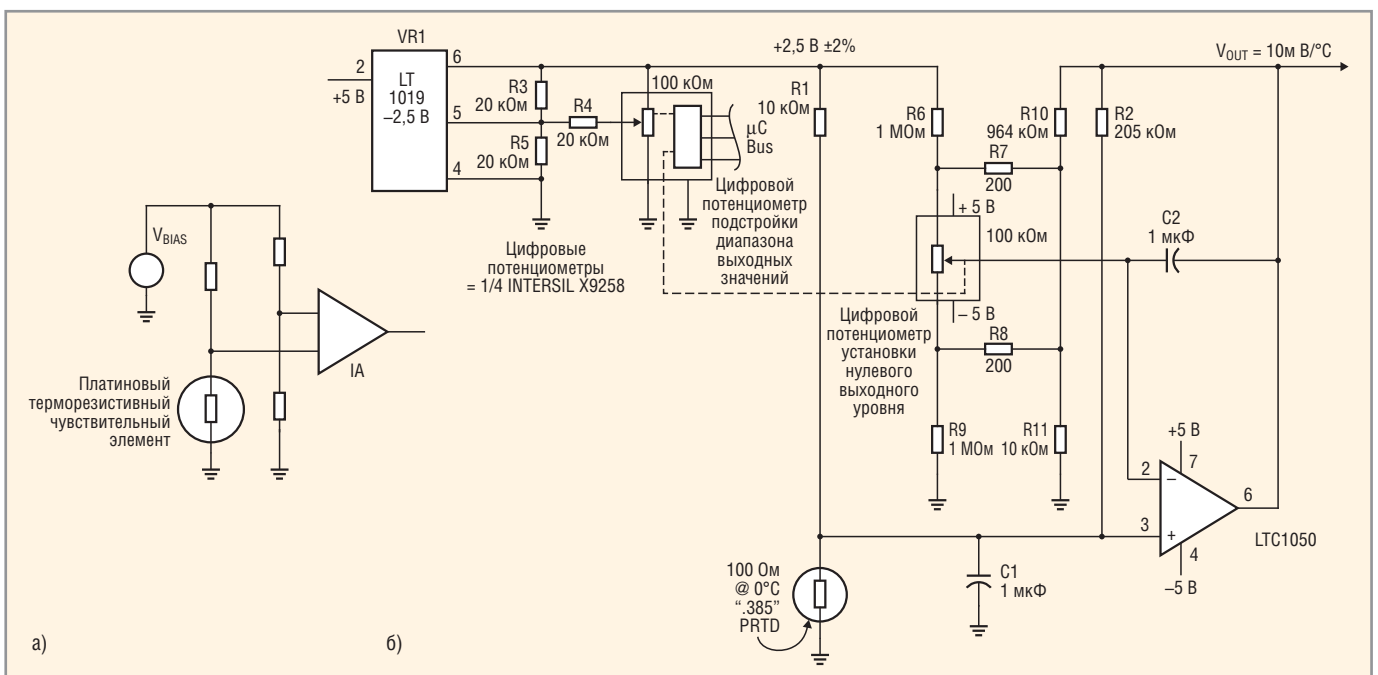 VR1
2
+5 В
LT
1019
–2,5 В
6
5
4
R3
20 кОм
R5
20 кОм
R4
20 кОм
100 кОм
μC
Bus
+2,5 В ±2%
R1
10 кОм
R6
1 МОм
R10
964 кОм
R2
205 кОм
V_OUT = 10м В/°C
R7
200
+ 5 В
100 кОм
– 5 В
R8
200
C2
1 мкФ
Цифровой
потенциометр
подстройки
диапазона
выходных
значений
Цифровые
потенциометры
= 1/4 INTERSIL X9258
Цифровой
потенциометр
установки
нулевого
выходного
уровня
V_BIAS
IA
Платиновый
терморезистивный
чувствительный
элемент
R9
1 МОм
R11
10 кОм
+5 В
7
2
–
3
+
6
4
–5 В
LTC1050
100 Ом
@ 0°C
“.385”
PRTD
C1
1 мкФ
а)
б)